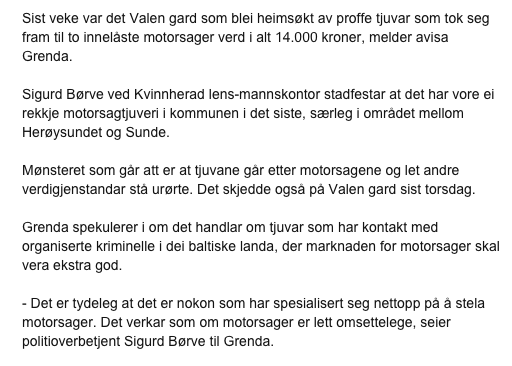 Sist veke var det Valen gard som blei heimsøkt av proffe tjuvar som tok seg
fram til to innelåste motorsager verd i alt 14.000 kroner, melder avisa
Grenda.
Sigurd Børve ved Kvinnherad lens-mannskontor stadfestar at det har vore ei
rekkje motorsagtjuveri i kommunen i det siste, særleg i området mellom
Herøysundet og Sunde.
Mønsteret som går att er at tjuvane går etter motorsagene og let andre
verdigjenstandar stå urørte. Det skjedde også på Valen gard sist torsdag.
Grenda spekulerer i om det handlar om tjuvar som har kontakt med
organiserte kriminelle i dei baltiske landa, der marknaden for motorsager skal
vera ekstra god.
- Det er tydeleg at det er nokon som har spesialisert seg nettopp på å stela
motorsager. Det verkar som om motorsager er lett omsettelege, seier
politioverbetjent Sigurd Børve til Grenda.